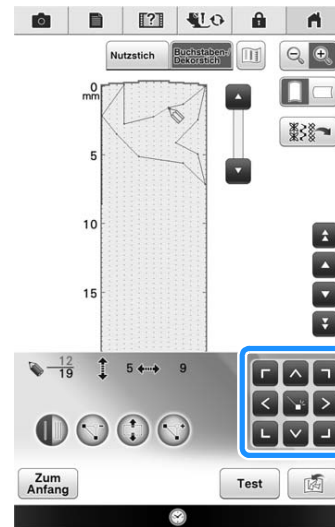 Nutzstich
Buchstaben-/
Dekorstich
0
mm
5
10
15
12
19
5
9
Zum
Anfang
Test